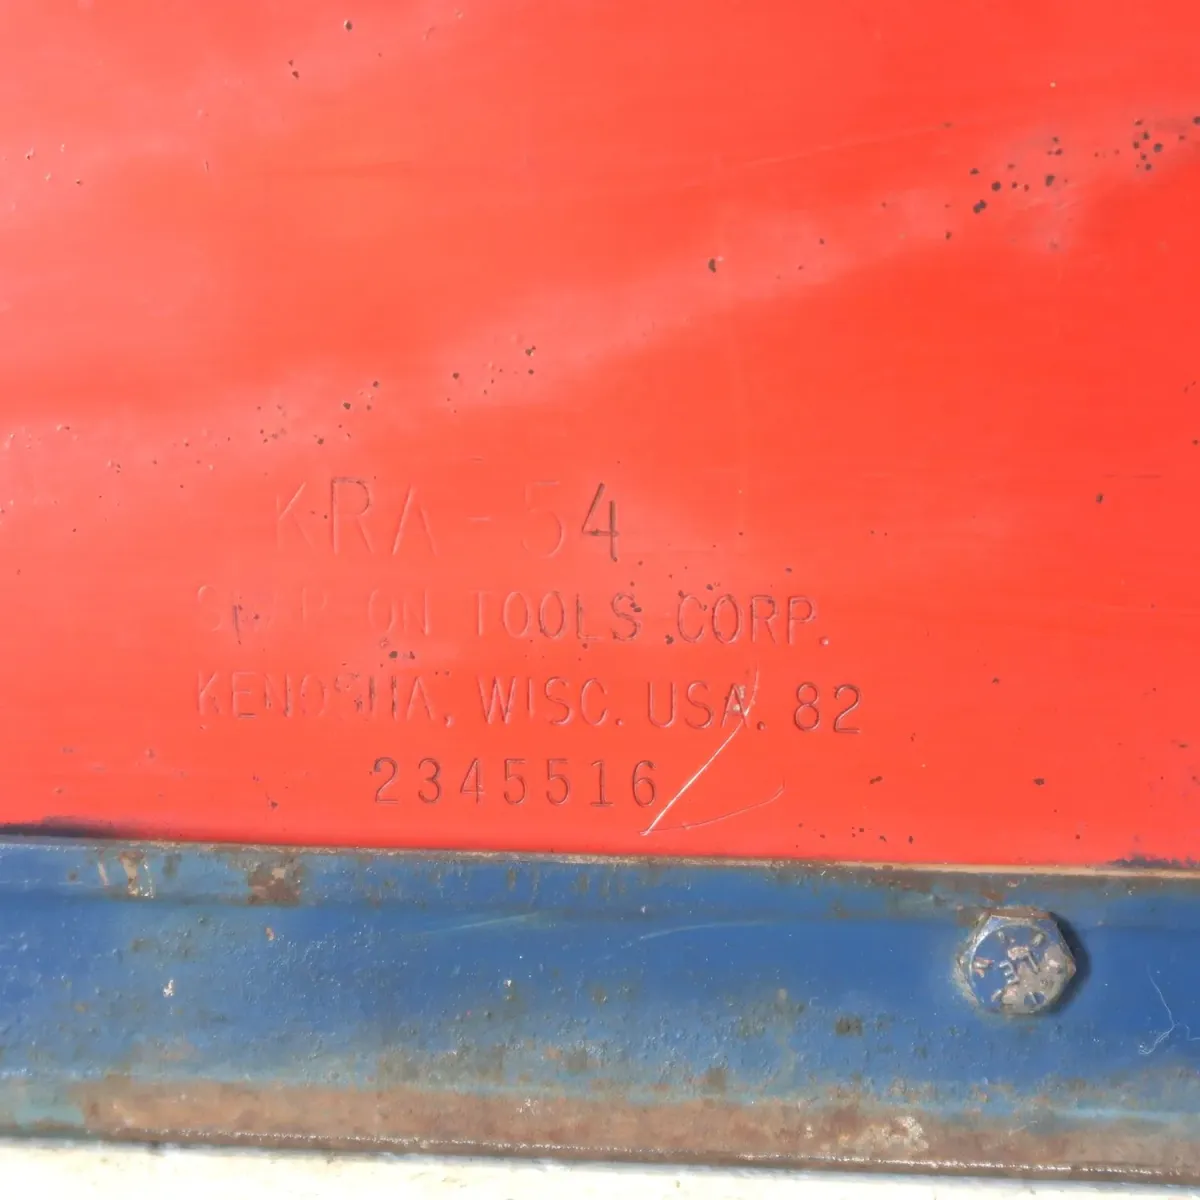 KRA-54
SNAP-ON TOOLS CORP.
KENOSHA, WISC. USA. 82
2345516